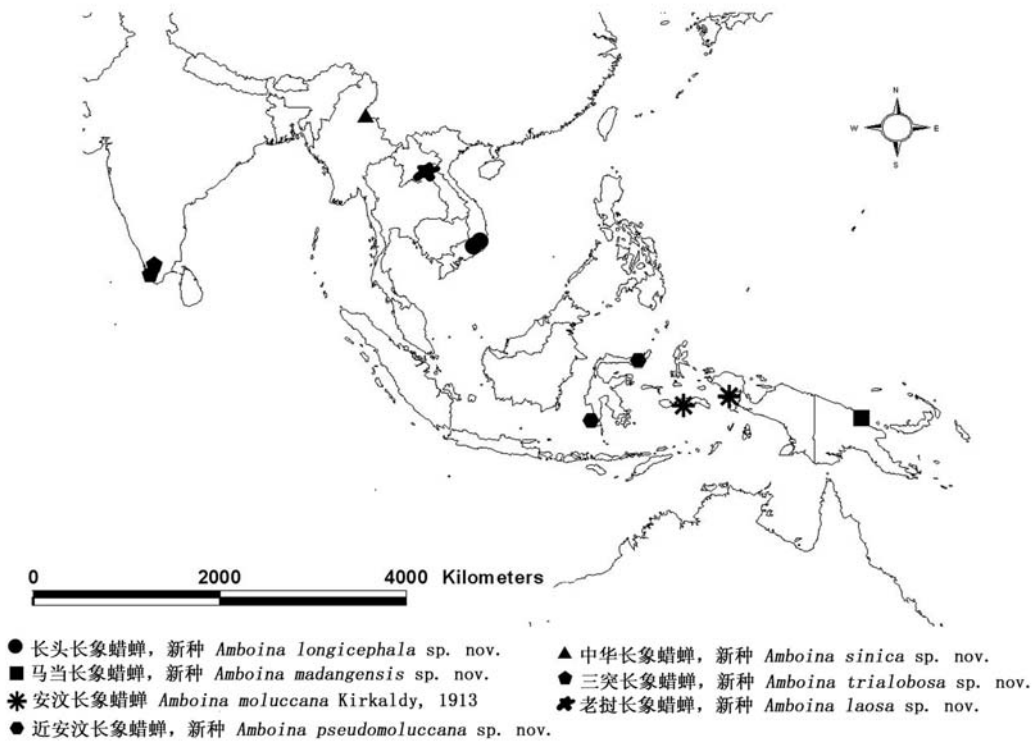 N
W E
S
0 2000 4000 Kilometers
长头长象蜡蝉，新种 Amboina longicephala sp. nov.
马当长象蜡蝉，新种 Amboina madangensis sp. nov.
安汶长象蜡蝉 Amboina moluccana Kirkaldy, 1913
近安汶长象蜡蝉，新种 Amboina pseudomoluccana sp. nov.
中华长象蜡蝉，新种 Amboina sinica sp. nov.
三突长象蜡蝉，新种 Amboina trialobosa sp. nov.
老挝长象蜡蝉，新种 Amboina laosa sp. nov.